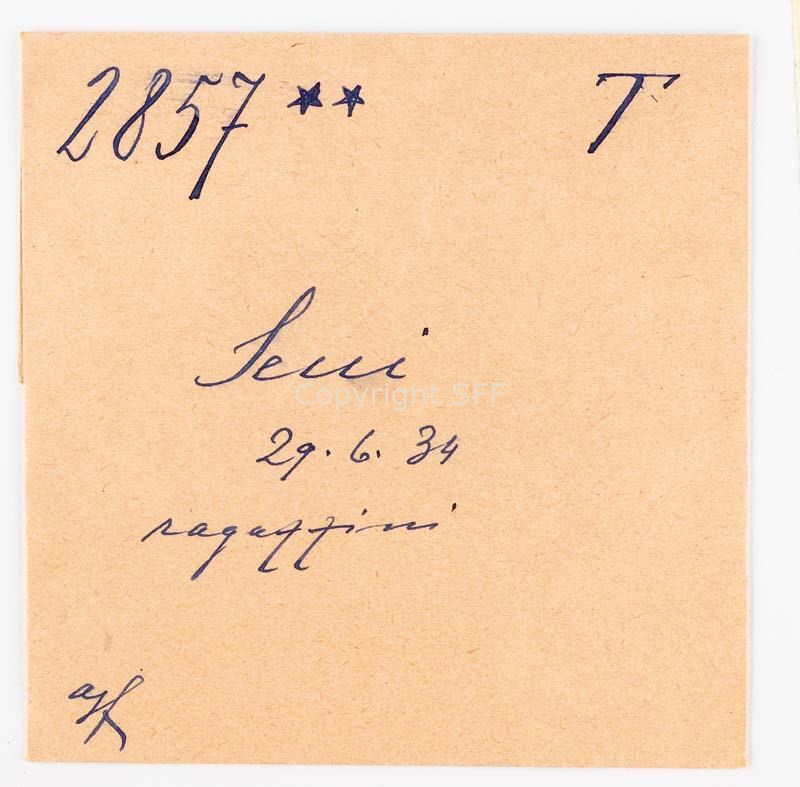 2857 ** T
Seui
Copyright SFF
29.6.34
ragazzini